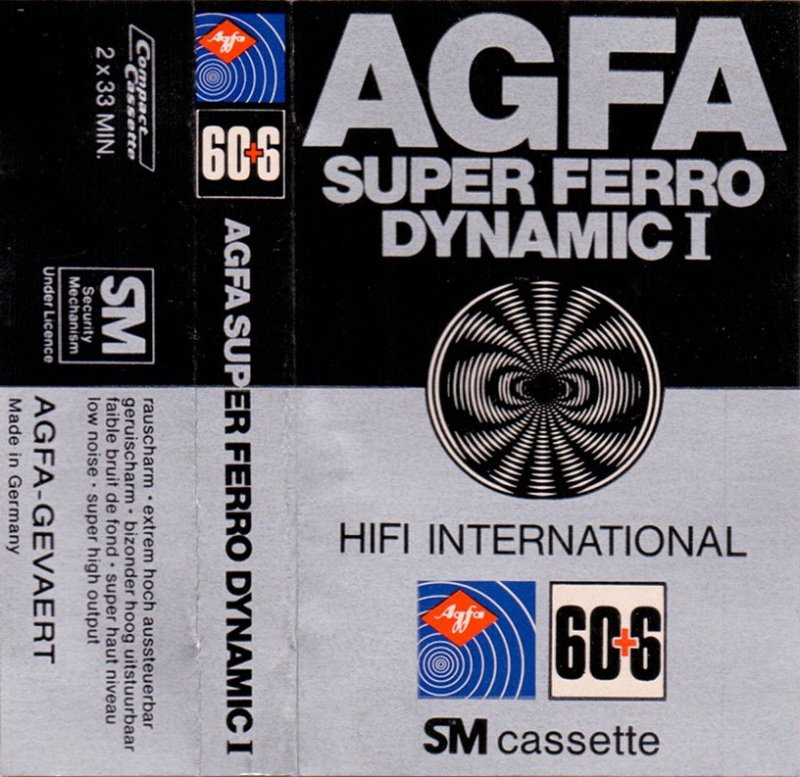 Compact
Cassette
2 x 33 MIN.
SM
Security
Mechanism
Under Licence
rauscharm · extrem hoch aussteuerbar
geruischarm · bizonder hoog uitstuurbaar
faible bruit de fond · super haut niveau
low noise · super high output
AGFA-GEVAERT
Made in Germany
Agfa
60+6
AGFA SUPER FERRO DYNAMIC I
AGFA
SUPER FERRO
DYNAMIC I
HIFI INTERNATIONAL
Agfa
60+6
SM cassette